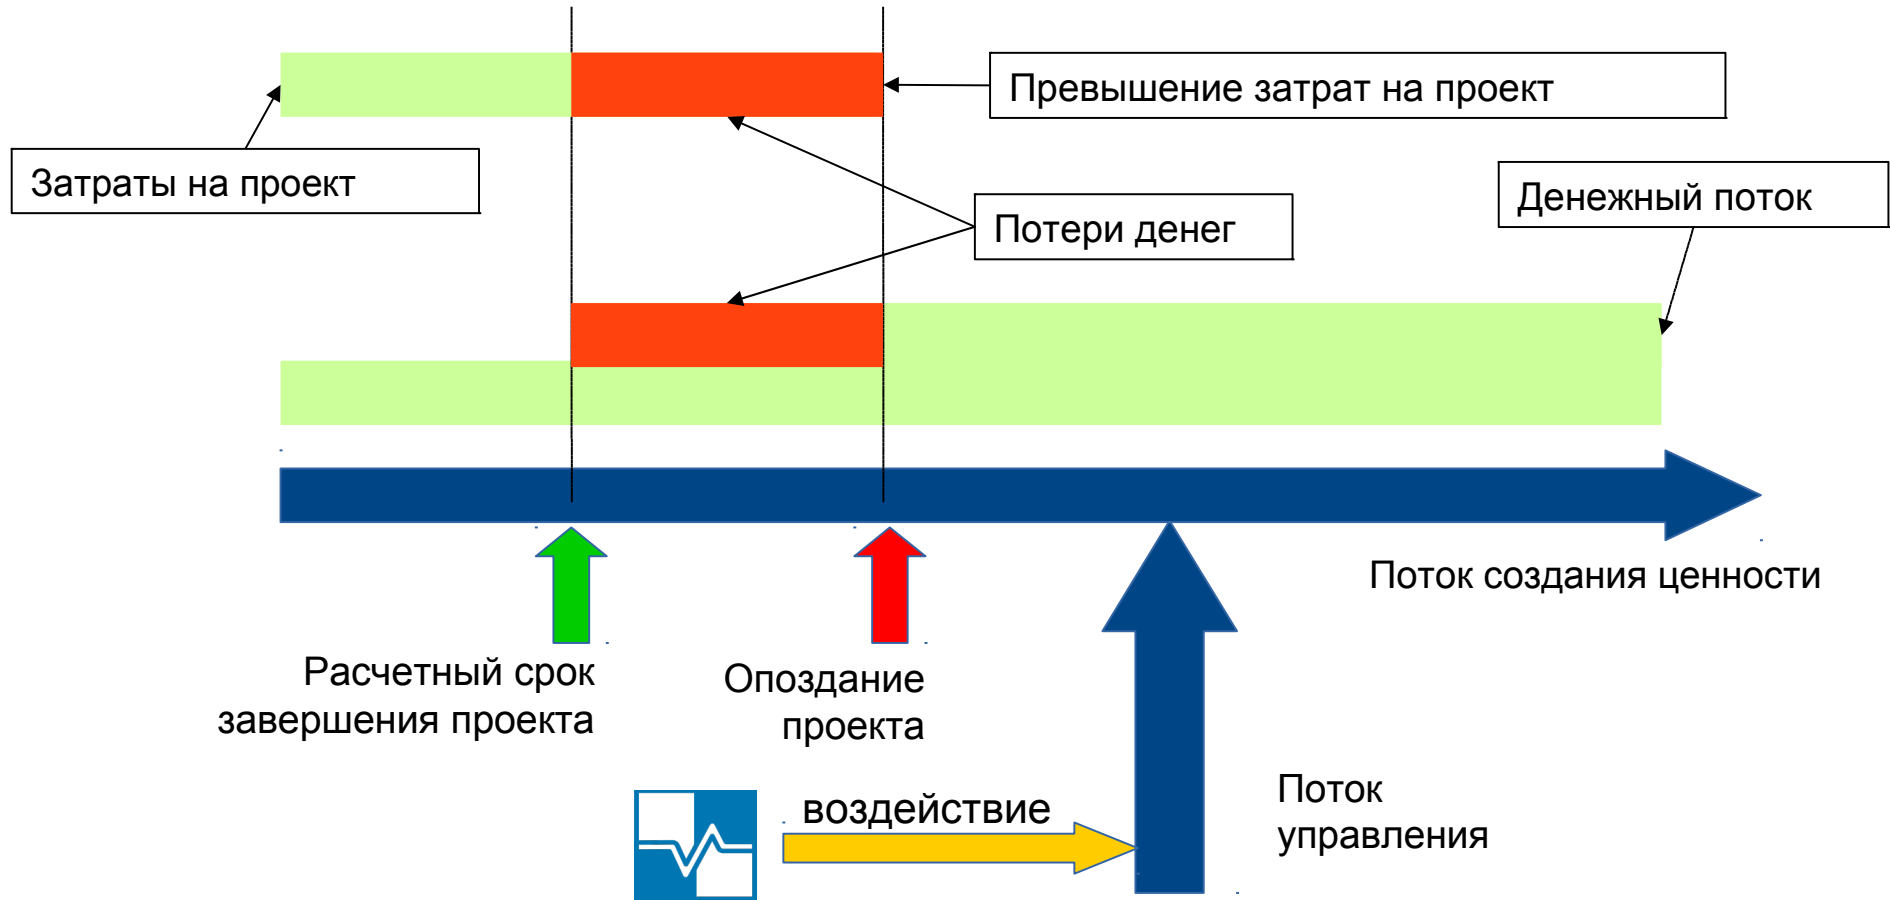 Превышение затрат на проект
Затраты на проект
Денежный поток
Потери денег
Поток создания ценности
Расчетный срок
завершения проекта
Опоздание
проекта
воздействие
Поток
управления